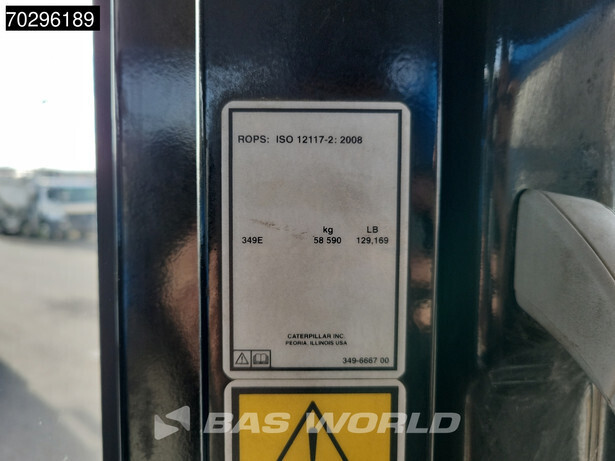 70296189
ROPS: ISO 12117-2: 2008
kg LB
349E 58 590 129,169
CATERPILLAR INC.
PEORIA, ILLINOIS USA
349-6667 00
BAS WORLD